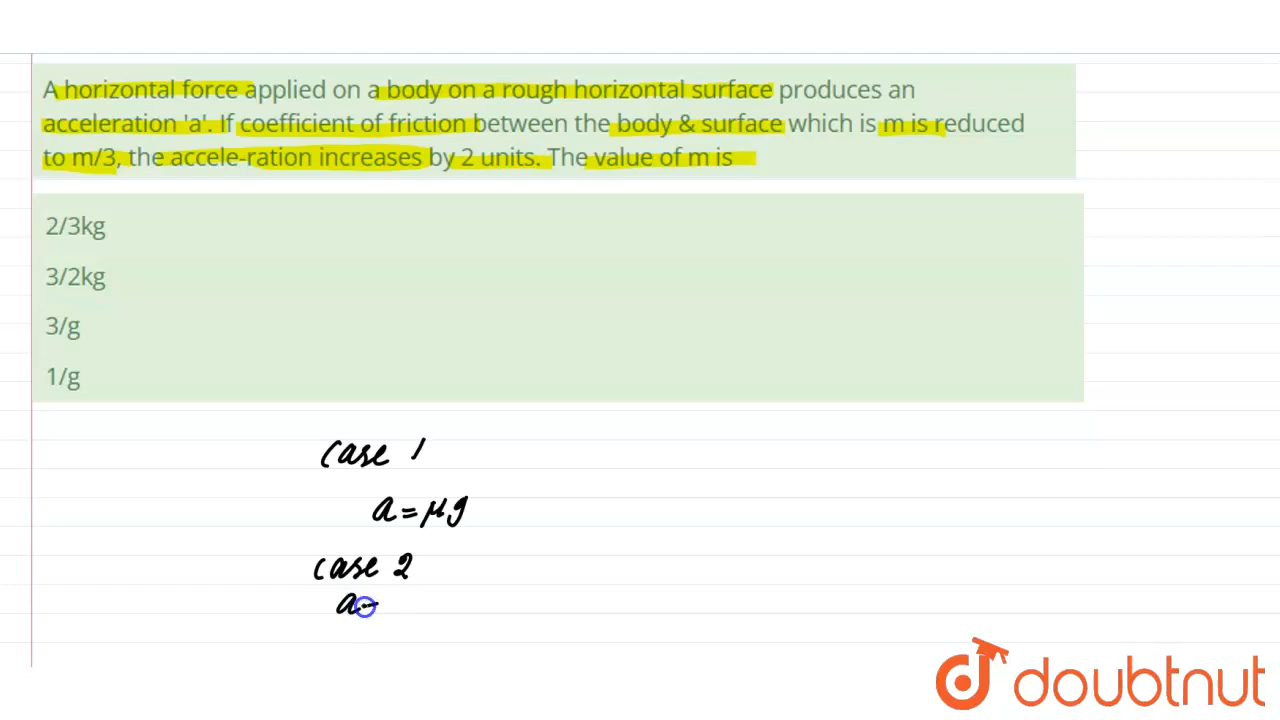 A horizontal force applied on a body on a rough horizontal surface produces an
acceleration 'a'. If coefficient of friction between the body & surface which is m is reduced
to m/3, the accele-ration increases by 2 units. The value of m is
2/3kg
3/2kg
3/g
1/g
case 1
a = μg
case 2
a
doubtnut